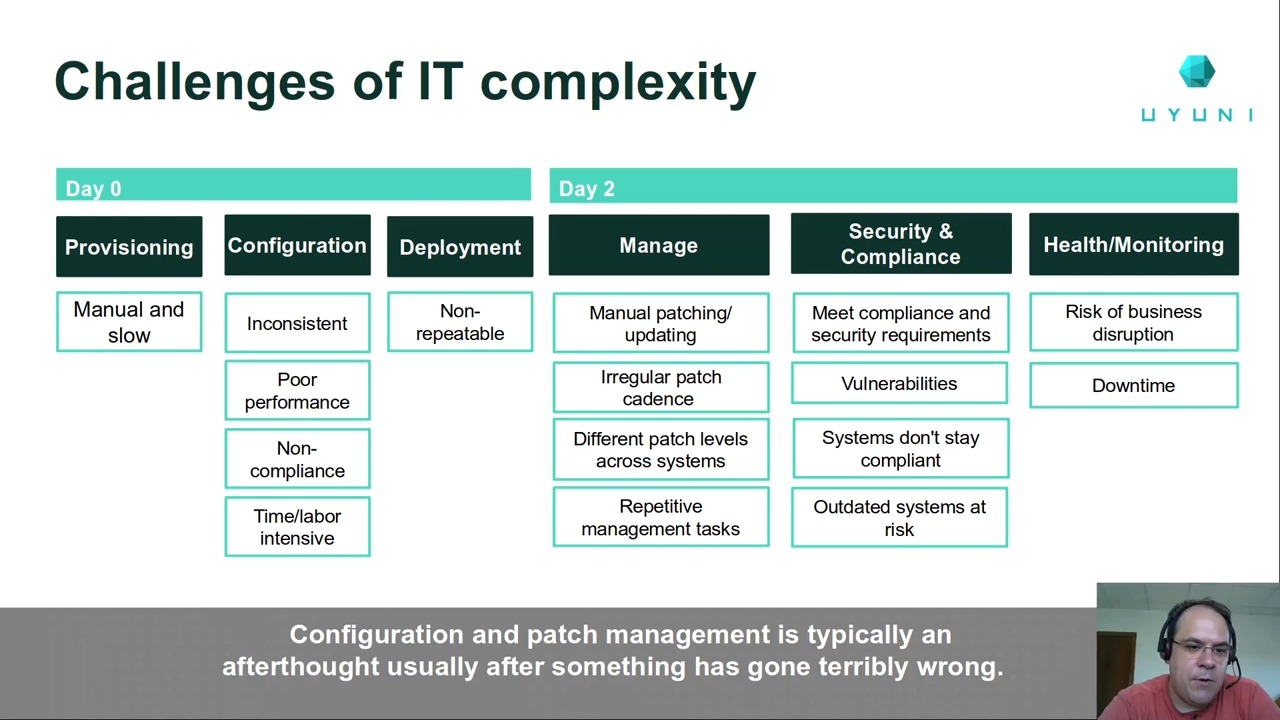 Challenges of IT complexity
UYUNI
Day 0
Day 2
Provisioning
Configuration
Deployment
Manage
Security &
Compliance
Health/Monitoring
Manual and
slow
Inconsistent
Poor
performance
Non-
compliance
Time/labor
intensive
Non-
repeatable
Manual patching/
updating
Irregular patch
cadence
Different patch levels
across systems
Repetitive
management tasks
Meet compliance and
security requirements
Vulnerabilities
Systems don't stay
compliant
Outdated systems at
risk
Risk of business
disruption
Downtime
Configuration and patch management is typically an
afterthought usually after something has gone terribly wrong.